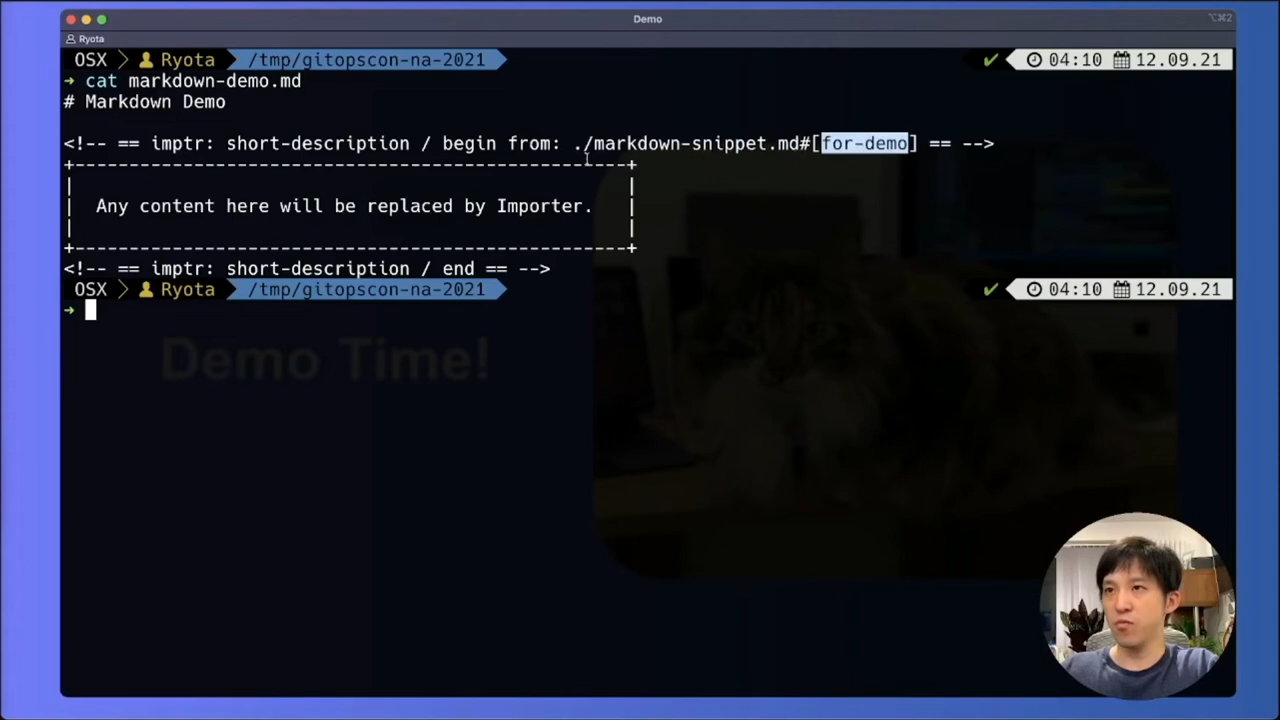 Demo
⌥⌘2
Ryota
OSX Ryota /tmp/gitopscon-na-2021 ✔ 04:10 12.09.21
➜ cat markdown-demo.md
# Markdown Demo
<!-- == imptr: short-description / begin from: ./markdown-snippet.md#[for-demo] == -->
+----------------------------------------------------+
| |
| Any content here will be replaced by Importer. |
| |
+----------------------------------------------------+
<!-- == imptr: short-description / end == -->
OSX Ryota /tmp/gitopscon-na-2021 ✔ 04:10 12.09.21
➜
Demo Time!